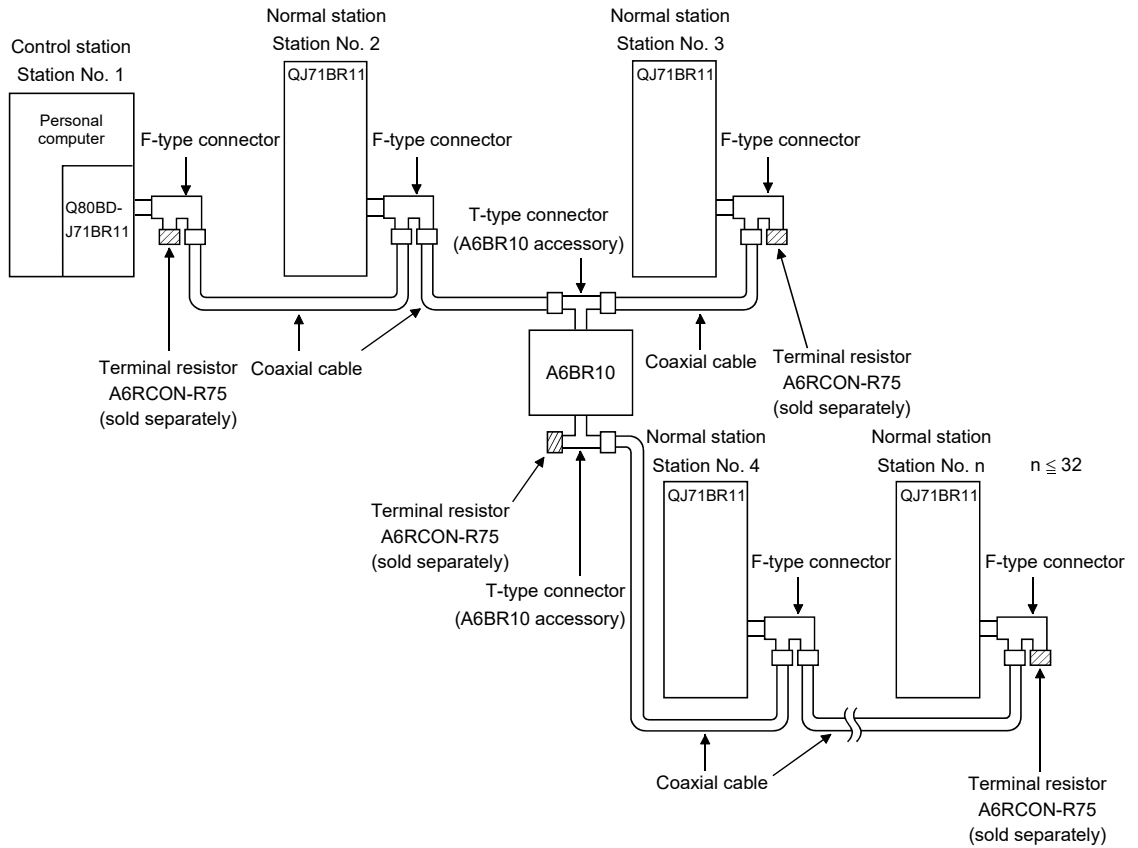 Normal station
Station No. 2
Normal station
Station No. 3
Control station
Station No. 1
QJ71BR11
QJ71BR11
Personal
computer
F-type connector
F-type connector
F-type connector
Q80BD-
J71BR11
T-type connector
(A6BR10 accessory)
Terminal resistor
A6RCON-R75
(sold separately)
Coaxial cable
A6BR10
Coaxial cable
Terminal resistor
A6RCON-R75
(sold separately)
Normal station
Station No. 4
Normal station
Station No. n
n ≦ 32
QJ71BR11
QJ71BR11
Terminal resistor
A6RCON-R75
(sold separately)
T-type connector
(A6BR10 accessory)
F-type connector
F-type connector
Coaxial cable
Terminal resistor
A6RCON-R75
(sold separately)